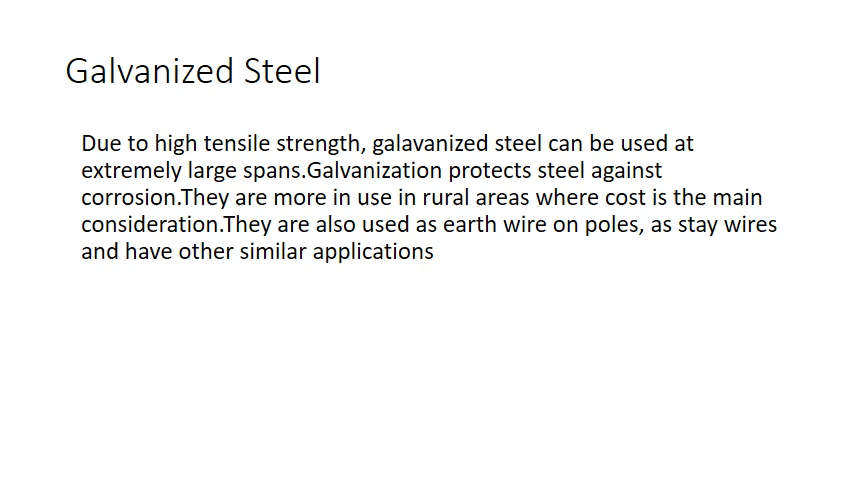 Galvanized Steel
Due to high tensile strength, galavanized steel can be used at
extremely large spans.Galvanization protects steel against
corrosion.They are more in use in rural areas where cost is the main
consideration.They are also used as earth wire on poles, as stay wires
and have other similar applications